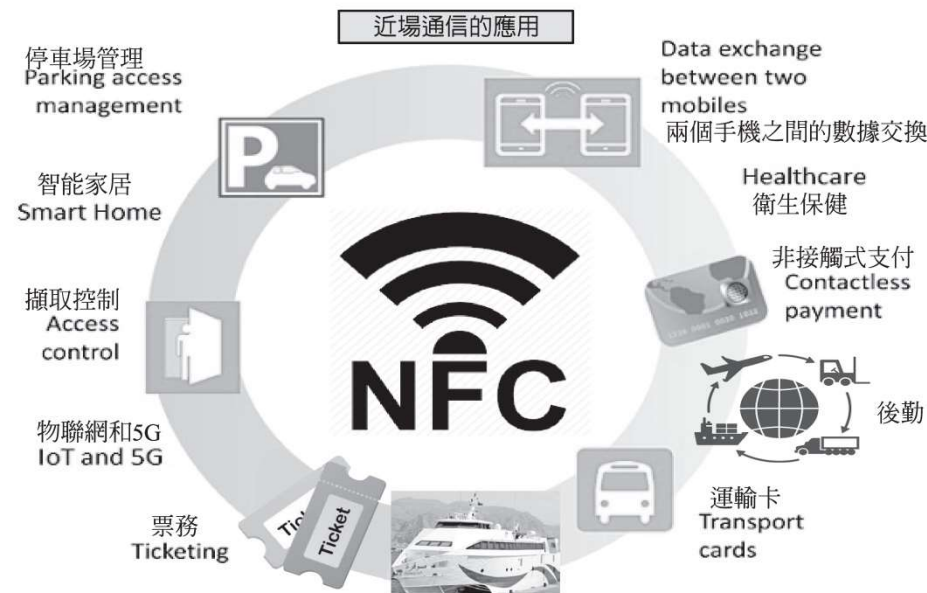 近場通信的應用
停車場管理
Parking access
management
Data exchange
between two
mobiles
兩個手機之間的數據交換
P
智能家居
Smart Home
Healthcare
衛生保健
非接觸式支付
Contactless
payment
擷取控制
Access
control
NFC
後勤
物聯網和5G
IoT and 5G
票務
Ticketing
Ticket
運輸卡
Transport
cards